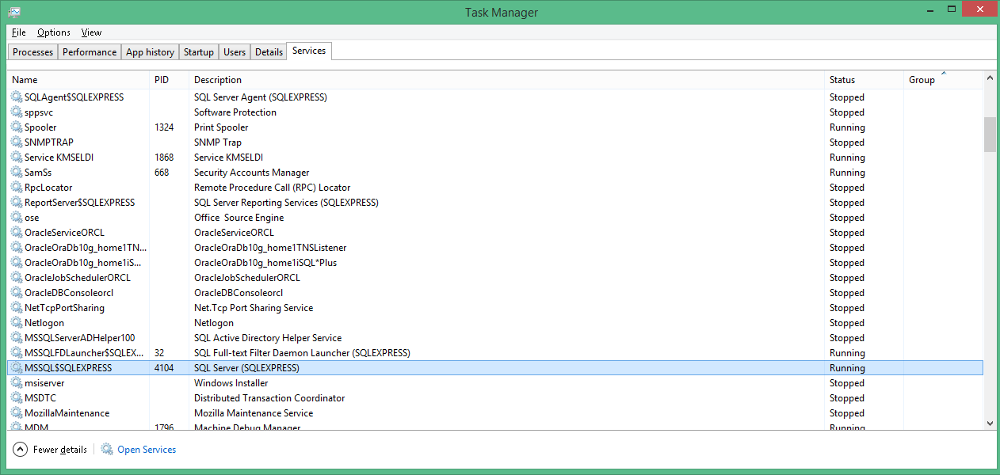 Task Manager
File Options View
Processes Performance App history Startup Users Details Services
Name PID Description Status Group
SQLAgent$SQLEXPRESS SQL Server Agent (SQLEXPRESS) Stopped
sppsvc Software Protection Stopped
Spooler 1324 Print Spooler Running
SNMPTRAP SNMP Trap Stopped
Service KMSELDI 1868 Service KMSELDI Running
SamSs 668 Security Accounts Manager Running
RpcLocator Remote Procedure Call (RPC) Locator Stopped
ReportServer$SQLEXPRESS SQL Server Reporting Services (SQLEXPRESS) Stopped
ose Office  Source Engine Stopped
OracleServiceORCL OracleServiceORCL Stopped
OracleOraDb10g_home1TN... OracleOraDb10g_home1TNSListener Stopped
OracleOraDb10g_home1iS... OracleOraDb10g_home1iSQL*Plus Stopped
OracleJobSchedulerORCL OracleJobSchedulerORCL Stopped
OracleDBConsoleorcl OracleDBConsoleorcl Stopped
NetTcpPortSharing Net.Tcp Port Sharing Service Stopped
Netlogon Netlogon Stopped
MSSQLServerADHelper100 SQL Active Directory Helper Service Stopped
MSSQLFDLauncher$SQLEX... 32 SQL Full-text Filter Daemon Launcher (SQLEXPRESS) Running
MSSQL$SQLEXPRESS 4104 SQL Server (SQLEXPRESS) Running
msiserver Windows Installer Stopped
MSDTC Distributed Transaction Coordinator Stopped
MozillaMaintenance Mozilla Maintenance Service Stopped
MDM 1796 Machine Debug Manager Running
Fewer details Open Services